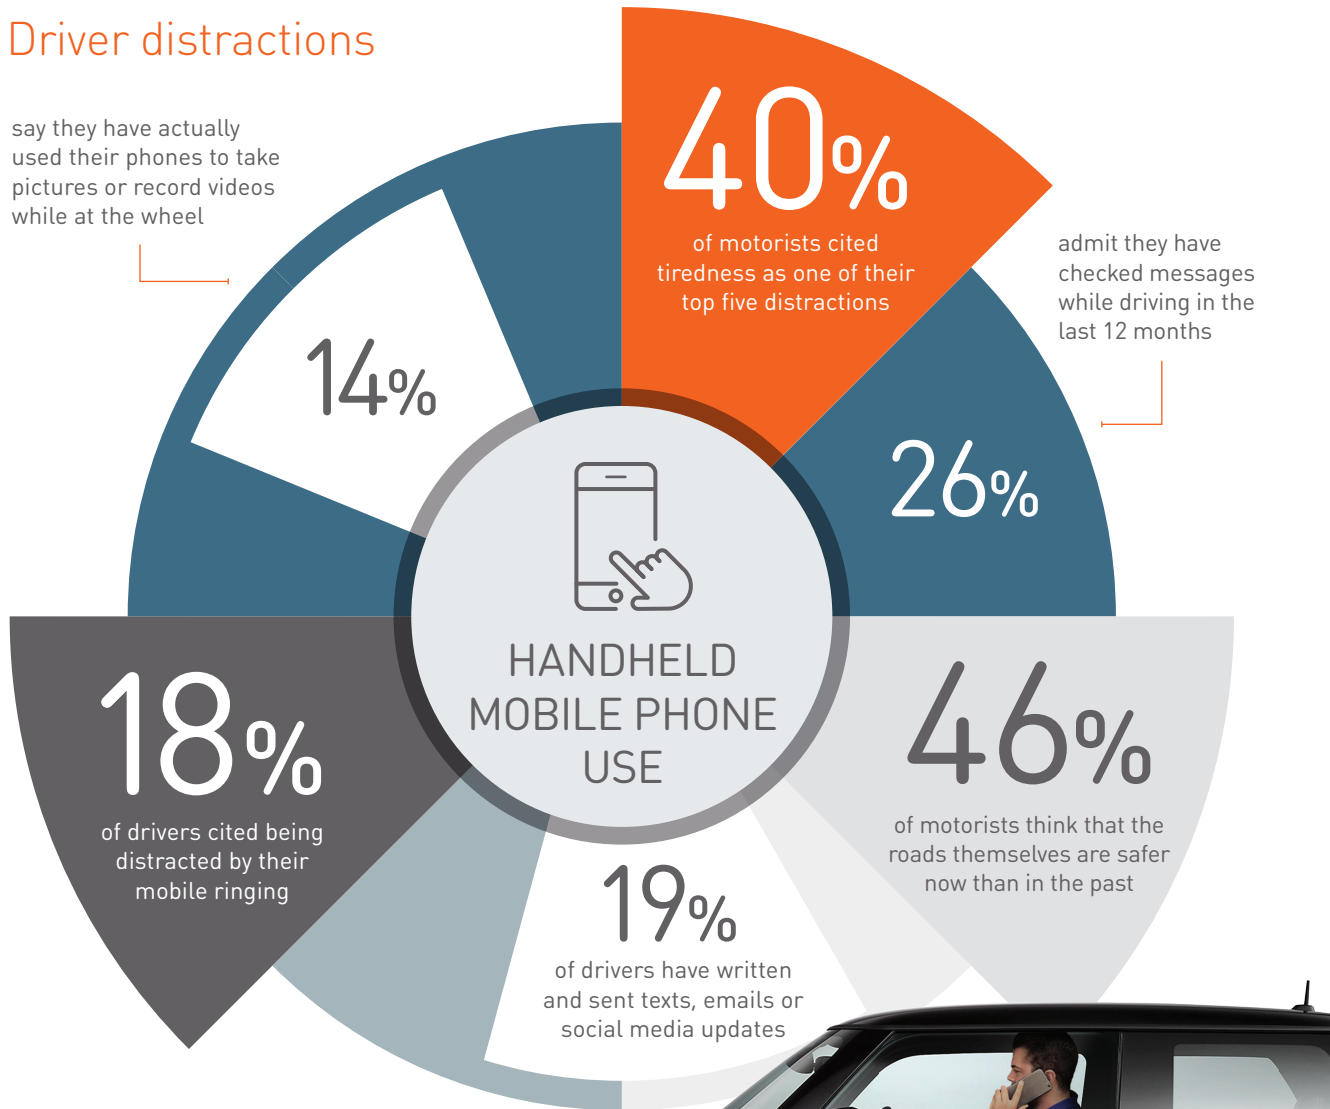 Driver distractions
say they have actually
used their phones to take
pictures or record videos
while at the wheel
14%
40%
of motorists cited
tiredness as one of their
top five distractions
admit they have
checked messages
while driving in the
last 12 months
26%
HANDHELD
MOBILE PHONE
USE
18%
of drivers cited being
distracted by their
mobile ringing
46%
of motorists think that the
roads themselves are safer
now than in the past
19%
of drivers have written
and sent texts, emails or
social media updates